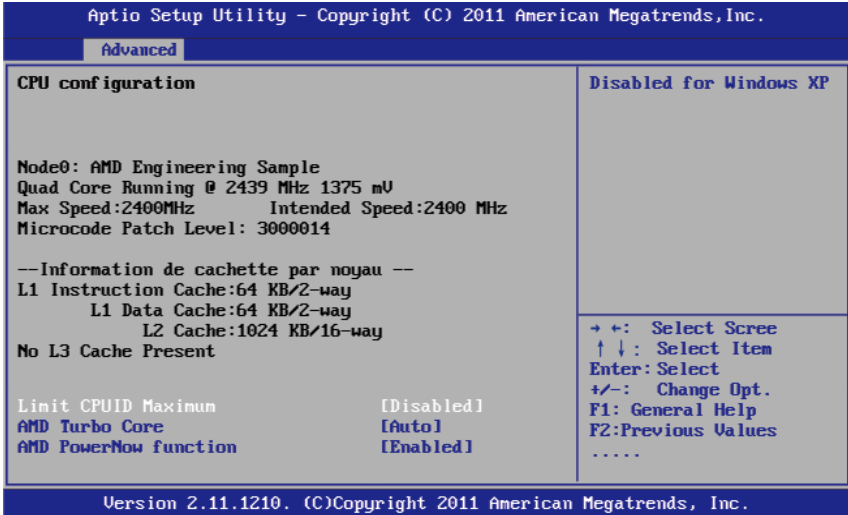 Aptio Setup Utility - Copyright (C) 2011 American Megatrends,Inc.
Advanced
CPU configuration
Node0: AMD Engineering Sample
Quad Core Running @ 2439 MHz 1375 mV
Max Speed:2400MHz Intended Speed:2400 MHz
Microcode Patch Level: 3000014
--Information de cachette par noyau --
L1 Instruction Cache:64 KB/2-way
L1 Data Cache:64 KB/2-way
L2 Cache:1024 KB/16-way
No L3 Cache Present
Limit CPUID Maximum [Disabled]
AMD Turbo Core [Auto]
AMD PowerNow function [Enabled]
Disabled for Windows XP
→ ←: Select Scree
↑ ↓: Select Item
Enter: Select
+/-: Change Opt.
F1: General Help
F2:Previous Values
.....
Version 2.11.1210. (C)Copyright 2011 American Megatrends, Inc.